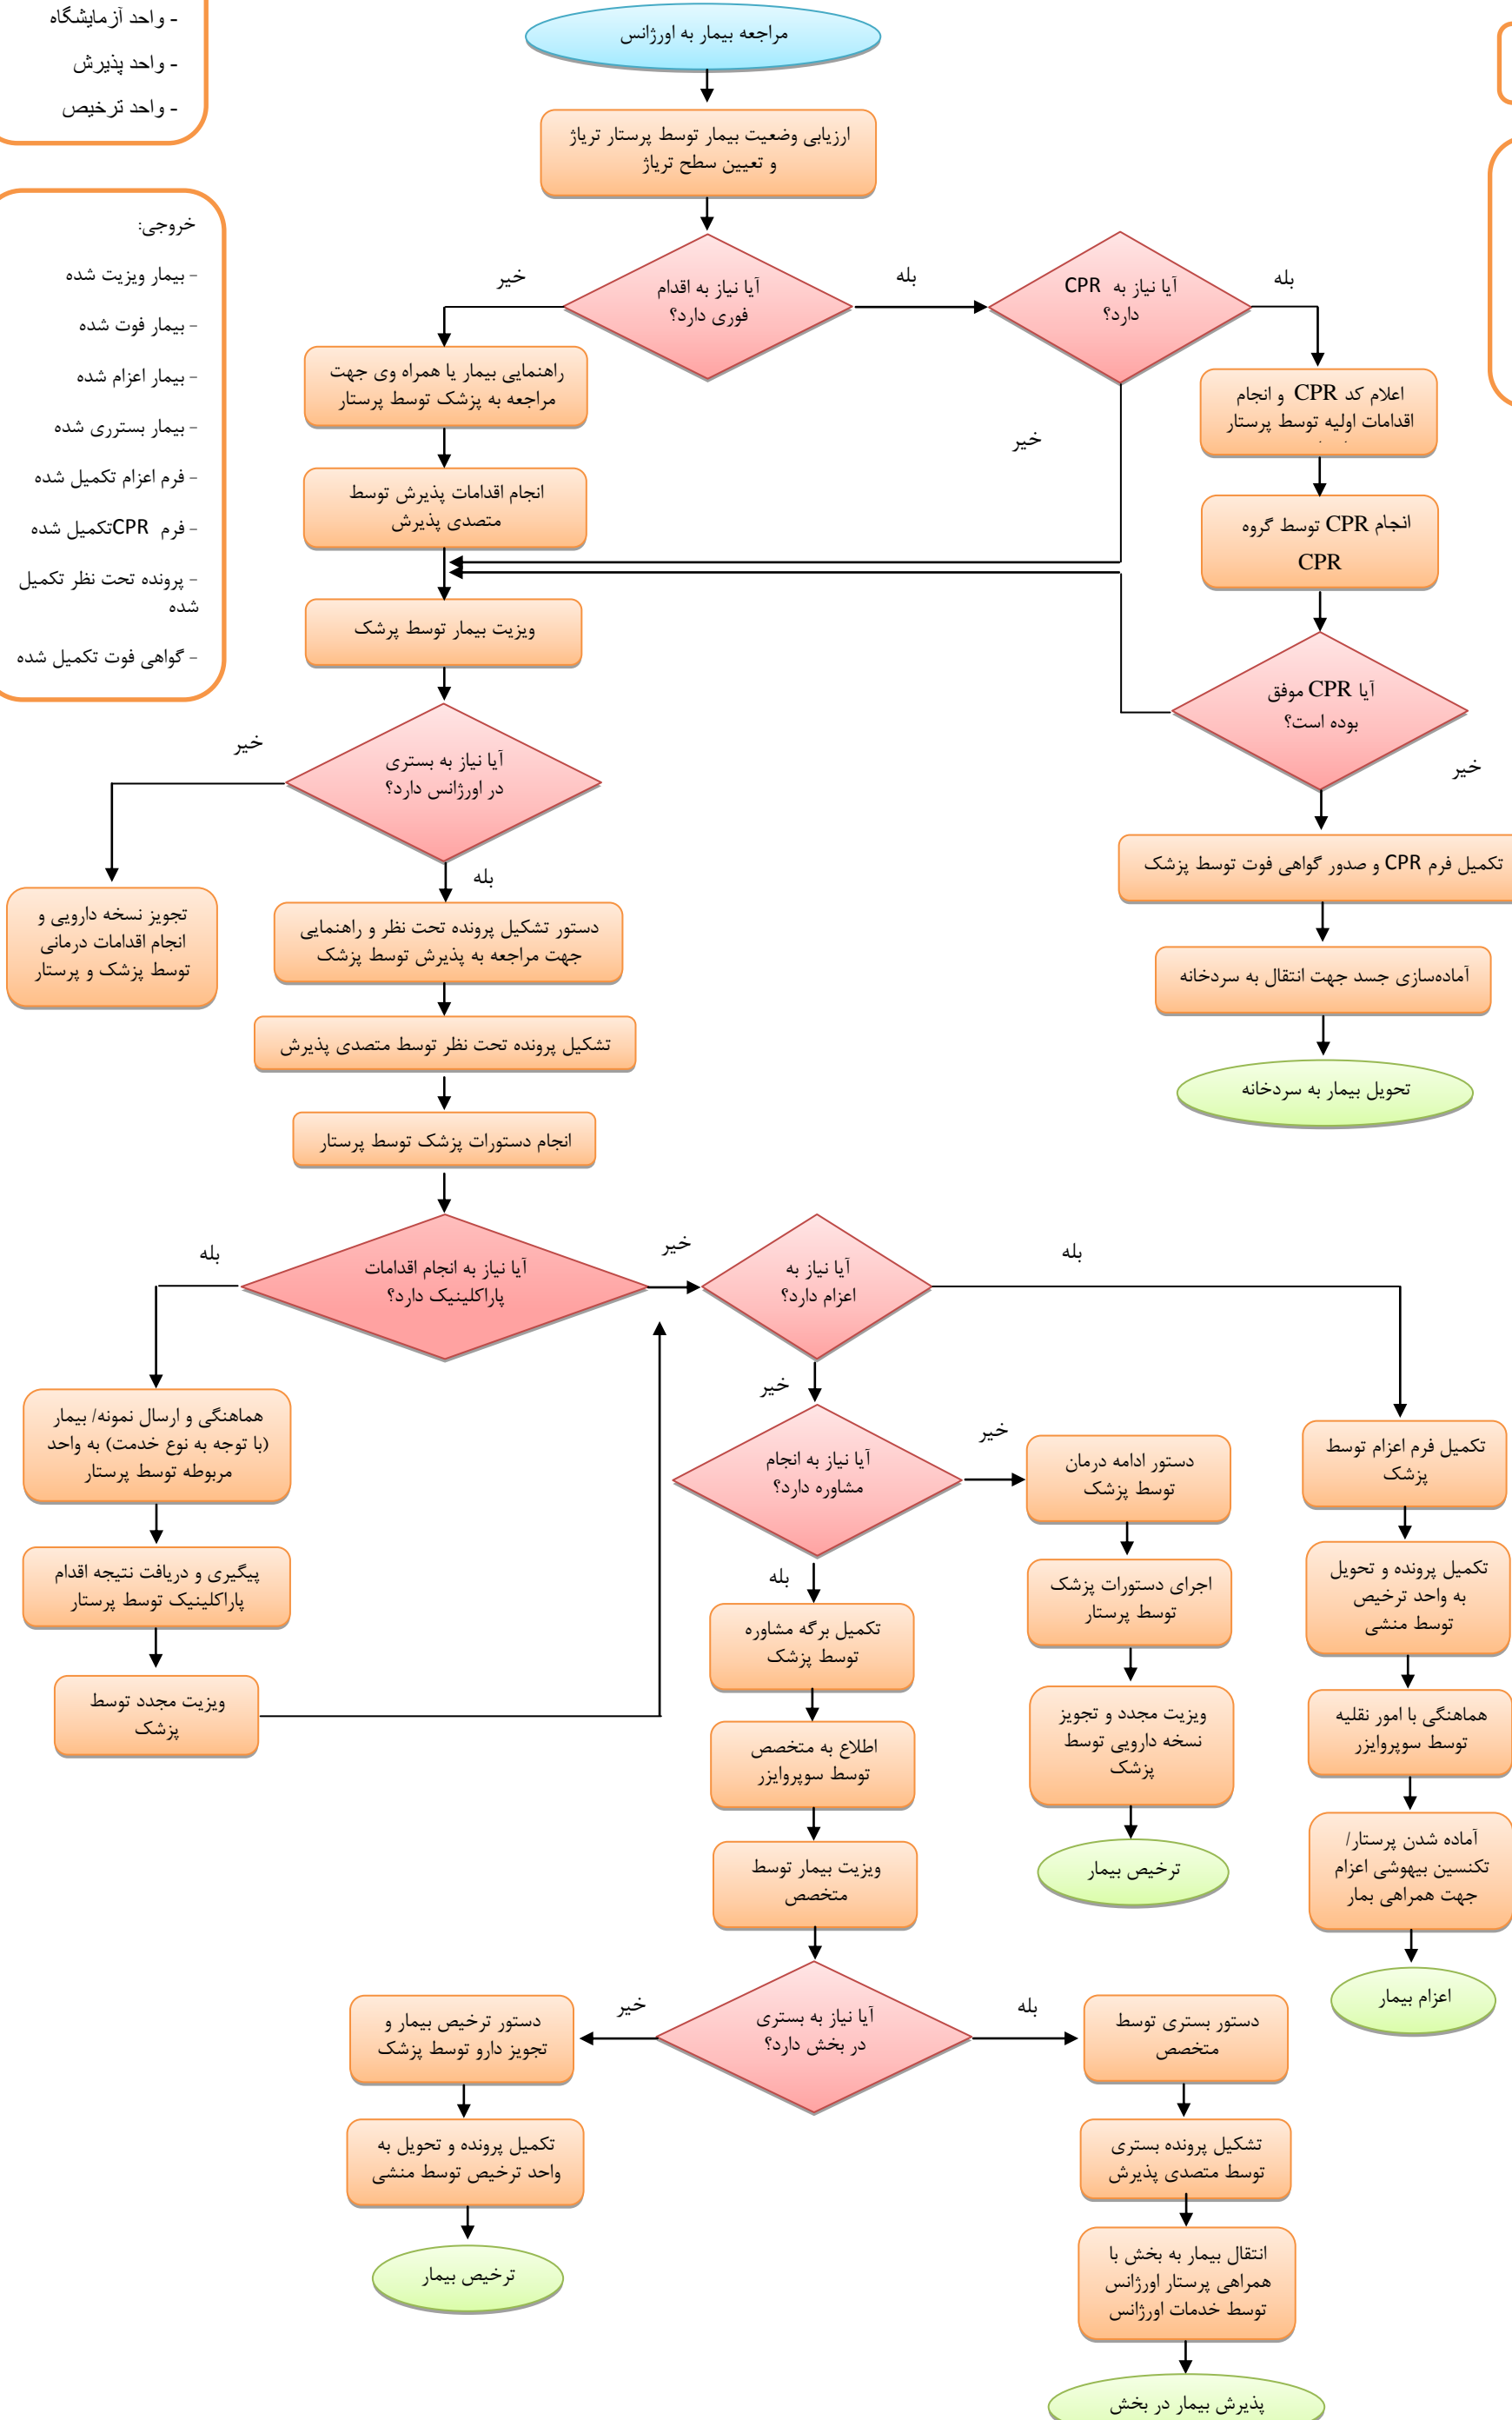 - واحد آزمایشگاه
- واحد پذیرش
- واحد ترخیص
خروجی:
- بیمار ویزیت شده
- بیمار فوت شده
- بیمار اعزام شده
- بیمار بسترری شده
- فرم اعزام تکمیل شده
- فرم CPRتکمیل شده
- پرونده تحت نظر تکمیل
شده
- گواهی فوت تکمیل شده
مراجعه بیمار به اورژانس
ارزیابی وضعیت بیمار توسط پرستار تریاژ
و تعیین سطح تریاژ
آیا نیاز به اقدام
فوری دارد؟
خیر
بله
آیا نیاز به CPR
دارد؟
بله
خیر
راهنمایی بیمار یا همراه وی جهت
مراجعه به پزشک توسط پرستار
انجام اقدامات پذیرش توسط
متصدی پذیرش
اعلام کد CPR و انجام
اقدامات اولیه توسط پرستار
انجام CPR توسط گروه
CPR
ویزیت بیمار توسط پرشک
آیا CPR موفق
بوده است؟
خیر
آیا نیاز به بستری
در اورژانس دارد؟
خیر
بله
تکمیل فرم CPR و صدور گواهی فوت توسط پزشک
تجویز نسخه دارویی و
انجام اقدامات درمانی
توسط پزشک و پرستار
دستور تشکیل پرونده تحت نظر و راهنمایی
جهت مراجعه به پذیرش توسط پزشک
آماده‌سازی جسد جهت انتقال به سردخانه
تشکیل پرونده تحت نظر توسط متصدی پذیرش
تحویل بیمار به سردخانه
انجام دستورات پزشک توسط پرستار
آیا نیاز به انجام اقدامات
پاراکلینیک دارد؟
بله
خیر
آیا نیاز به
اعزام دارد؟
بله
خیر
هماهنگی و ارسال نمونه/ بیمار
(با توجه به نوع خدمت) به واحد
مربوطه توسط پرستار
پیگیری و دریافت نتیجه اقدام
پاراکلینیک توسط پرستار
ویزیت مجدد توسط
پزشک
آیا نیاز به انجام
مشاوره دارد؟
خیر
بله
دستور ادامه درمان
توسط پزشک
اجرای دستورات پزشک
توسط پرستار
ویزیت مجدد و تجویز
نسخه دارویی توسط
پزشک
ترخیص بیمار
تکمیل فرم اعزام توسط
پزشک
تکمیل پرونده و تحویل
به واحد ترخیص
توسط منشی
هماهنگی با امور نقلیه
توسط سوپروایزر
آماده شدن پرستار/
تکنسین بیهوشی اعزام
جهت همراهی بمار
اعزام بیمار
تکمیل برگه مشاوره
توسط پزشک
اطلاع به متخصص
توسط سوپروایزر
ویزیت بیمار توسط
متخصص
آیا نیاز به بستری
در بخش دارد؟
خیر
بله
دستور ترخیص بیمار و
تجویز دارو توسط پزشک
تکمیل پرونده و تحویل به
واحد ترخیص توسط منشی
ترخیص بیمار
دستور بستری توسط
متخصص
تشکیل پرونده بستری
توسط متصدی پذیرش
انتقال بیمار به بخش با
همراهی پرستار اورژانس
توسط خدمات اورژانس
پذیرش بیمار در بخش